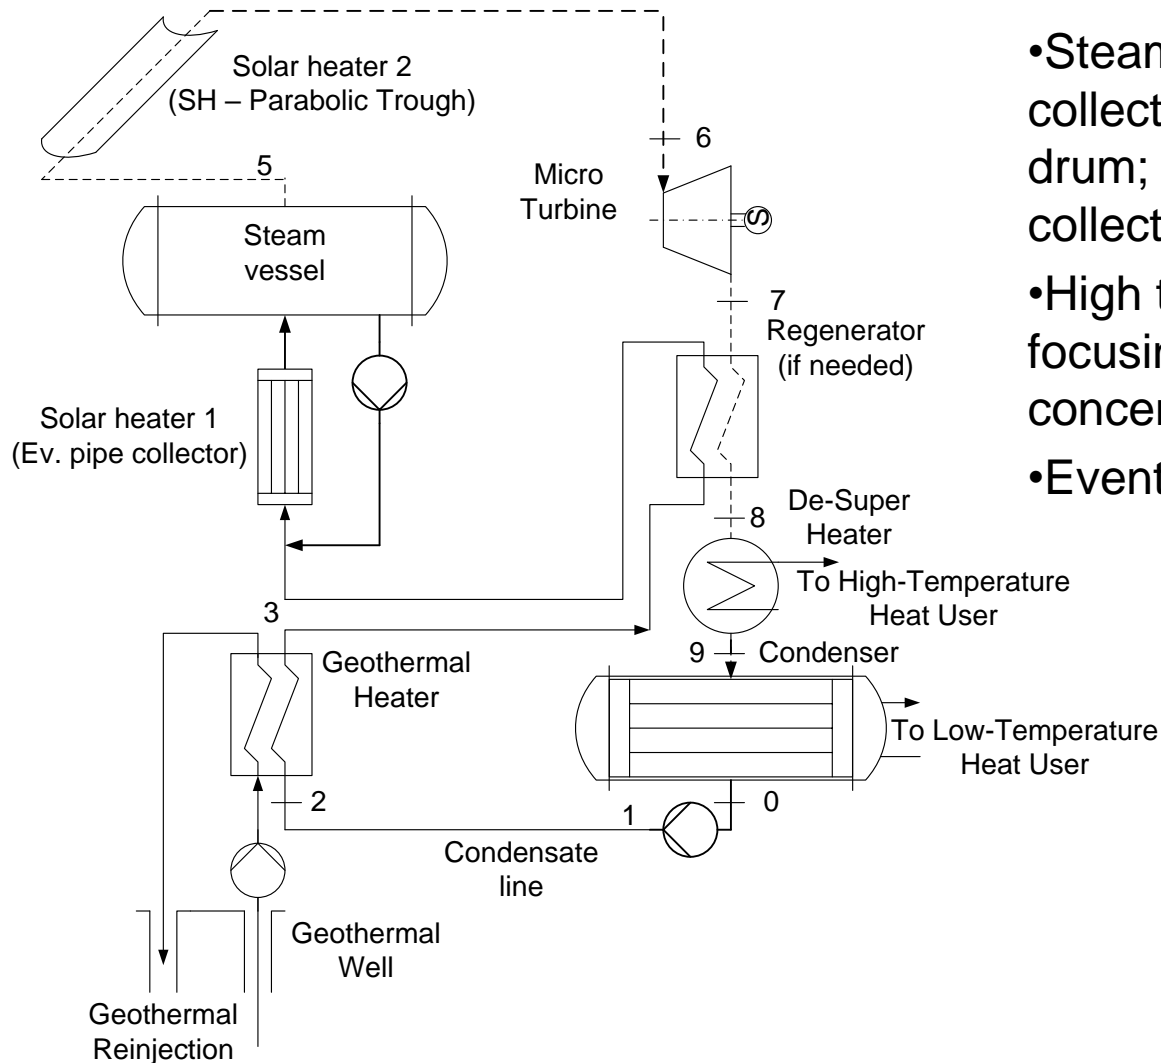 Solar heater 2
(SH – Parabolic Trough)
5
Steam
vessel
Solar heater 1
(Ev. pipe collector)
6
Micro
Turbine
S
7
Regenerator
(if needed)
8
De-Super
Heater
To High-Temperature
Heat User
9
Condenser
To Low-Temperature
Heat User
0
1
Condensate
line
3
Geothermal
Heater
2
Geothermal
Well
Geothermal
Reinjection
•Steam
collect
drum;
collect
•High t
focusin
concer
•Event